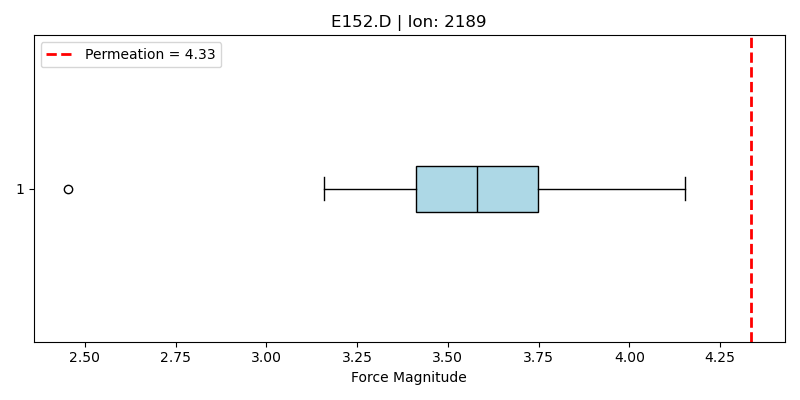 E152.D | Ion: 2189
Permeation = 4.33
1
2.50 2.75 3.00 3.25 3.50 3.75 4.00 4.25
Force Magnitude